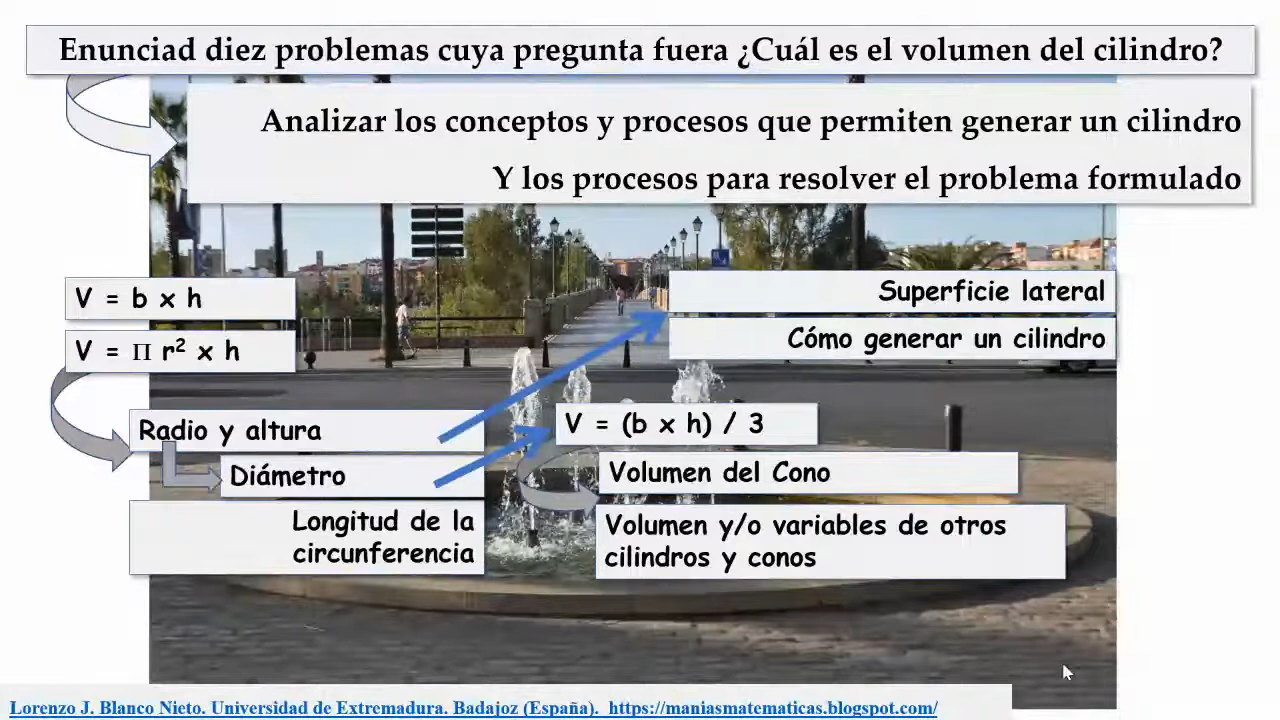 Enunciad diez problemas cuya pregunta fuera ¿Cuál es el volumen del cilindro?
Analizar los conceptos y procesos que permiten generar un cilindro
Y los procesos para resolver el problema formulado
V = b x h
V = Π r² x h
Radio y altura
Diámetro
Longitud de la
circunferencia
Superficie lateral
Cómo generar un cilindro
V = (b x h) / 3
Volumen del Cono
Volumen y/o variables de otros
cilindros y conos
Lorenzo J. Blanco Nieto. Universidad de Extremadura. Badajoz (España). https://maniasmatematicas.blogspot.com/